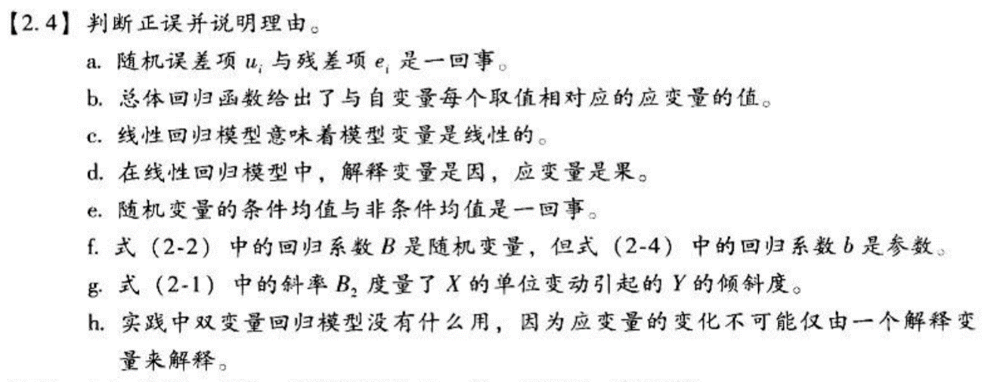 【2.4】 判断正误并说明理由。
a. 随机误差项 uᵢ 与残差项 eᵢ 是一回事。
b. 总体回归函数给出了与自变量每个取值相对应的应变量的值。
c. 线性回归模型意味着模型变量是线性的。
d. 在线性回归模型中，解释变量是因，应变量是果。
e. 随机变量的条件均值与非条件均值是一回事。
f. 式（2-2）中的回归系数 B 是随机变量，但式（2-4）中的回归系数 b 是参数。
g. 式（2-1）中的斜率 B₂ 度量了 X 的单位变动引起的 Y 的倾斜度。
h. 实践中双变量回归模型没有什么用，因为应变量的变化不可能仅由一个解释变
量来解释。